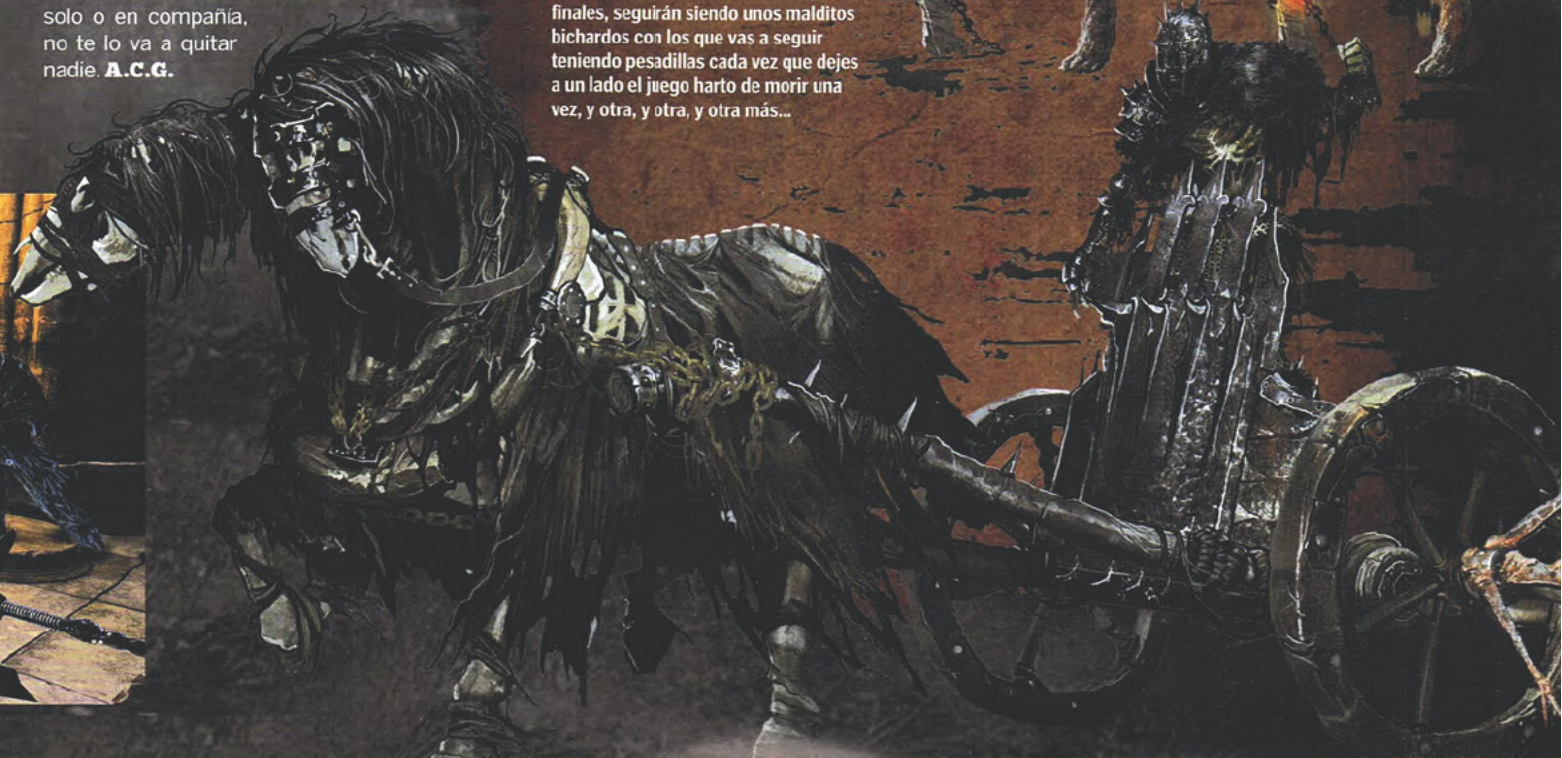 solo o en compañía,
no te lo va a quitar
nadie. A.C.G.
finales, seguirán siendo unos malditos
bichardos con los que vas a seguir
teniendo pesadillas cada vez que dejes
a un lado el juego harto de morir una
vez, y otra, y otra, y otra más...